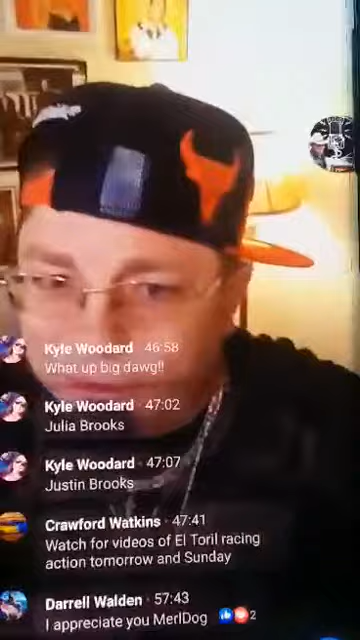 Kyle Woodard · 46:58
What up big dawg!!
Kyle Woodard · 47:02
Julia Brooks
Kyle Woodard · 47:07
Justin Brooks
Crawford Watkins · 47:41
Watch for videos of El Toril racing
action tomorrow and Sunday
Darrell Walden · 57:43
I appreciate you MerlDog
2